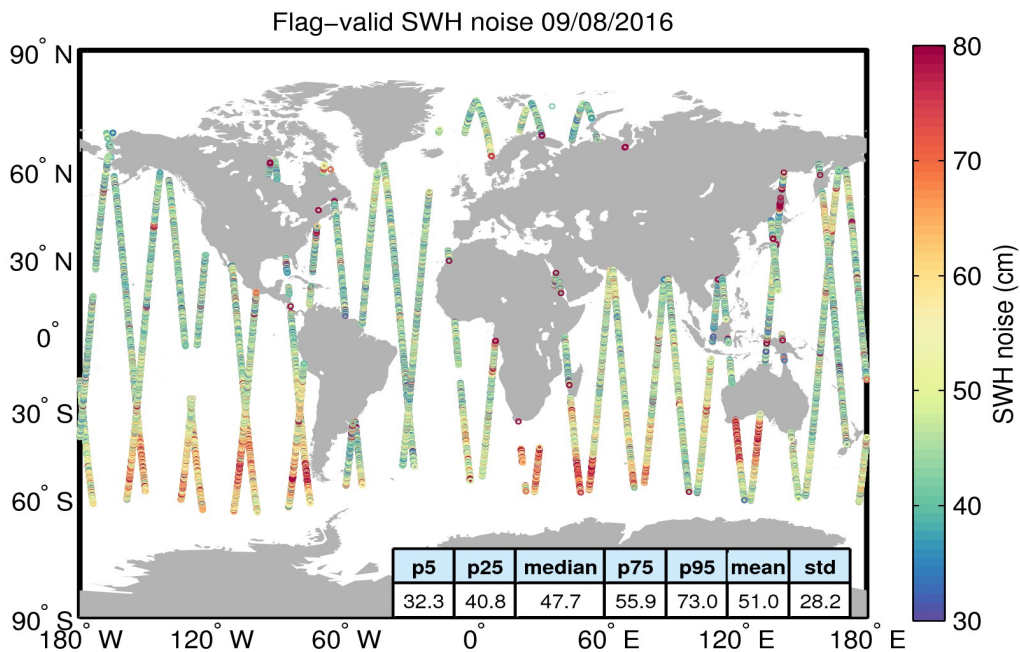 Flag−valid SWH noise 09/08/2016
90° N
60° N
30° N
0°
30° S
60° S
90° S
180° W
120° W
60° W
0°
60° E
120° E
180° E
80
70
60
50
40
30
SWH noise (cm)
p5 p25 median p75 p95 mean std
32.3 40.8 47.7 55.9 73.0 51.0 28.2